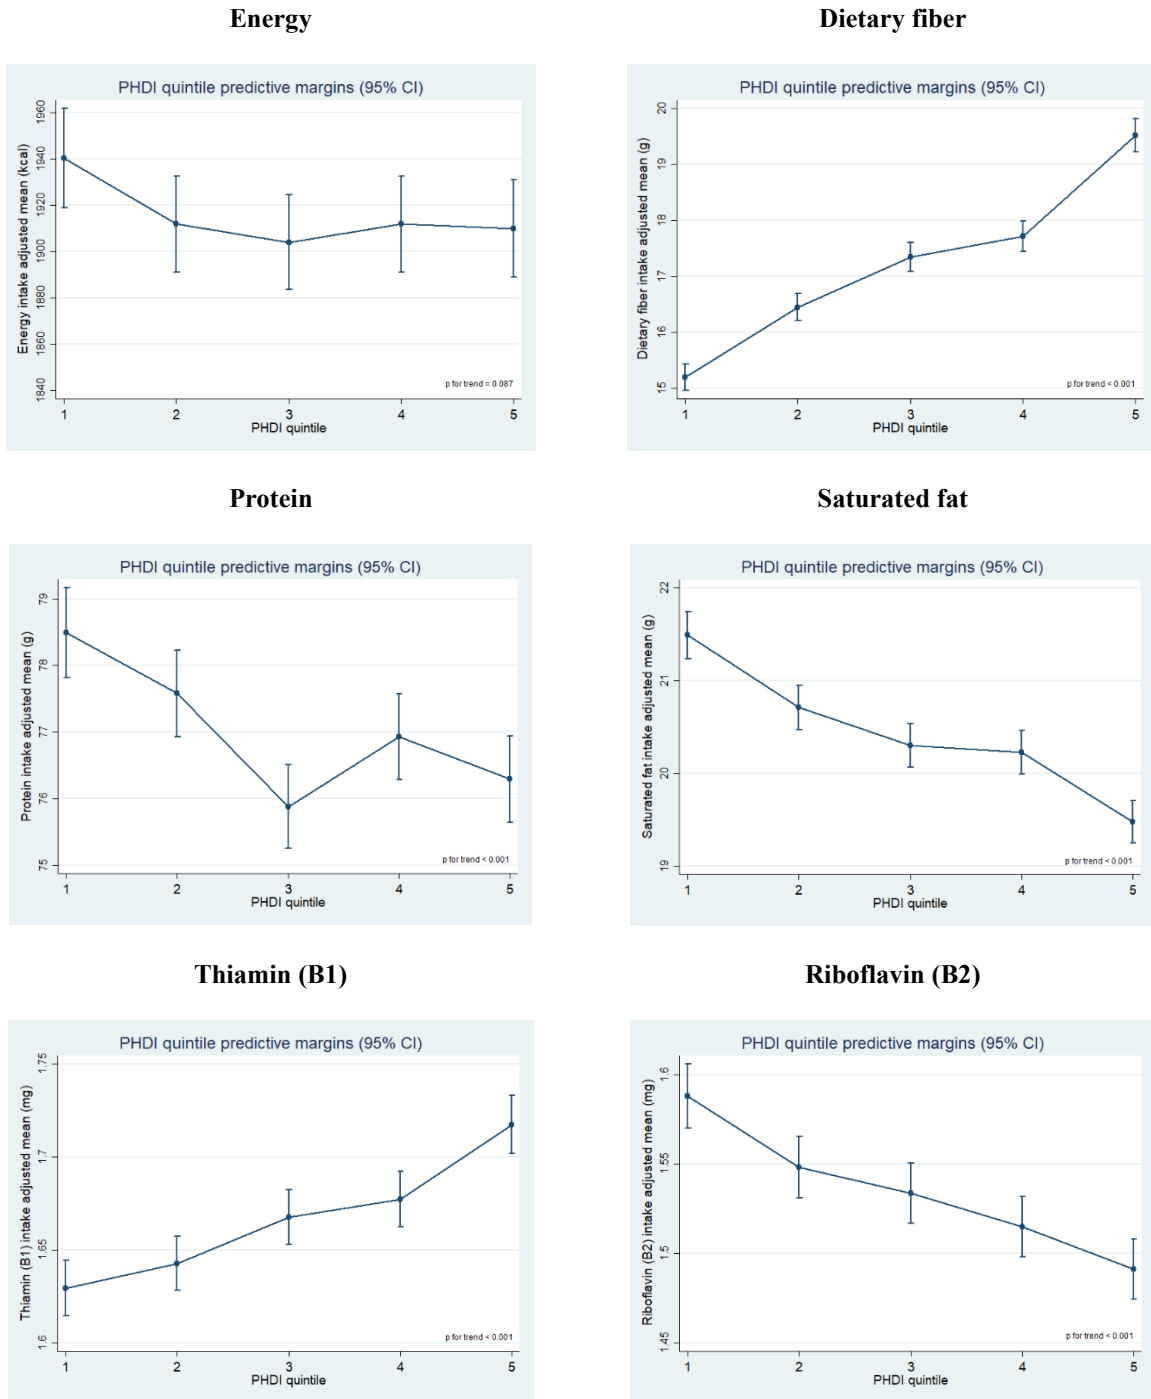 Energy
PHDI quintile predictive margins (95% CI)
Energy intake adjusted mean (kcal)
1960
1940
1920
1900
1880
1860
1840
p for trend = 0.087
1 2 3 4 5
PHDI quintile
Dietary fiber
PHDI quintile predictive margins (95% CI)
Dietary fiber intake adjusted mean (g)
20
19
18
17
16
15
p for trend < 0.001
1 2 3 4 5
PHDI quintile
Protein
PHDI quintile predictive margins (95% CI)
Protein intake adjusted mean (g)
79
78
77
76
75
p for trend < 0.001
1 2 3 4 5
PHDI quintile
Saturated fat
PHDI quintile predictive margins (95% CI)
Saturated fat intake adjusted mean (g)
22
21
20
19
p for trend < 0.001
1 2 3 4 5
PHDI quintile
Thiamin (B1)
PHDI quintile predictive margins (95% CI)
Thiamin (B1) intake adjusted mean (mg)
1.75
1.7
1.65
1.6
p for trend < 0.001
1 2 3 4 5
PHDI quintile
Riboflavin (B2)
PHDI quintile predictive margins (95% CI)
Riboflavin (B2) intake adjusted mean (mg)
1.6
1.55
1.5
1.45
p for trend < 0.001
1 2 3 4 5
PHDI quintile